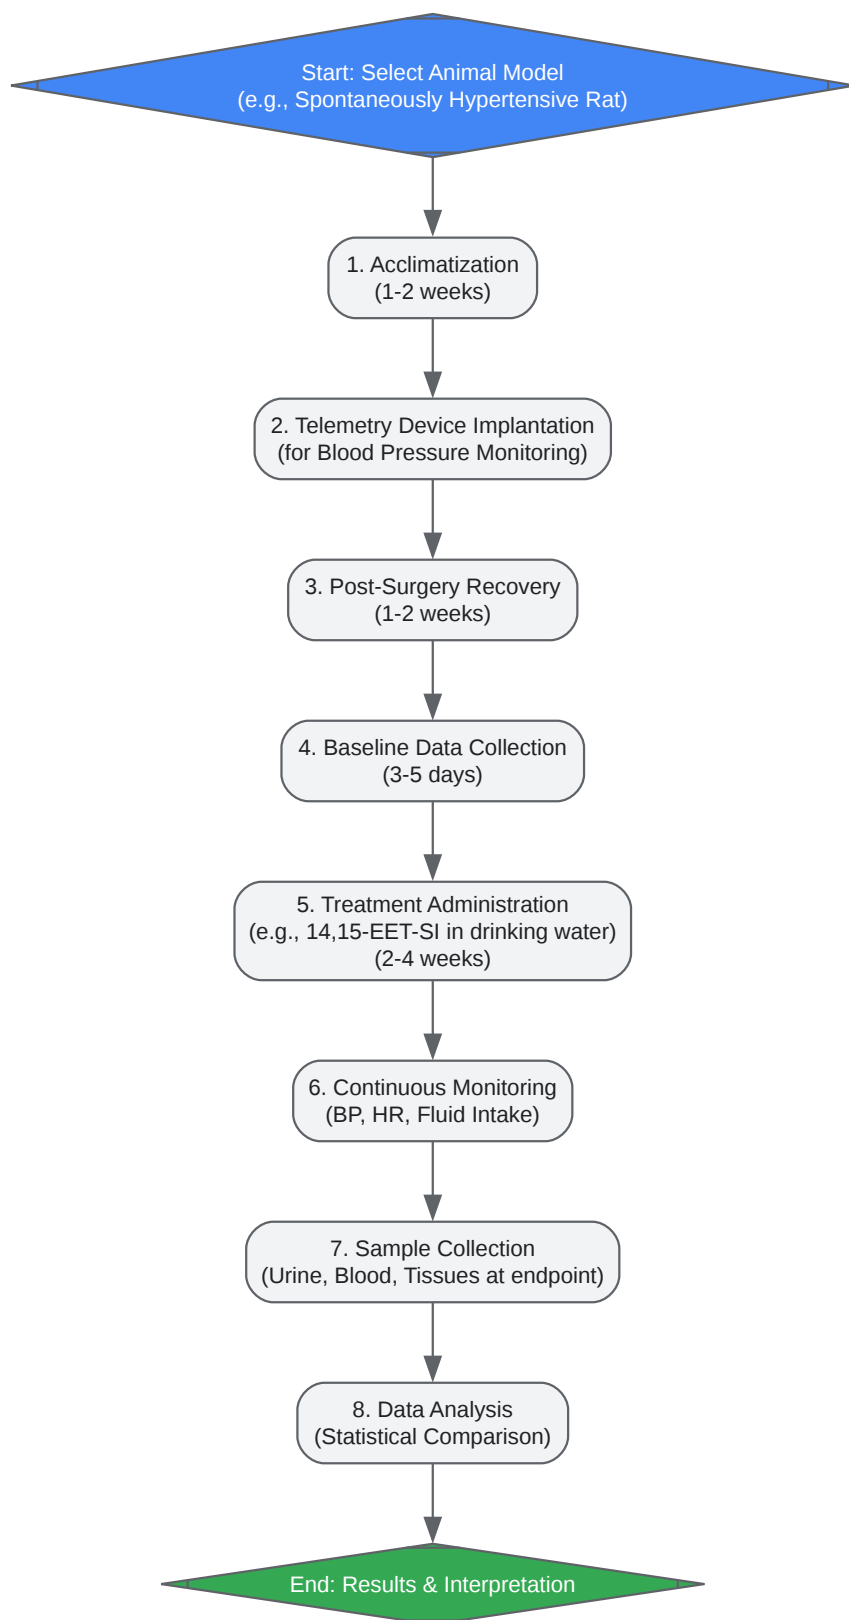 Start: Select Animal Model
(e.g., Spontaneously Hypertensive Rat)
1. Acclimatization
(1-2 weeks)
2. Telemetry Device Implantation
(for Blood Pressure Monitoring)
3. Post-Surgery Recovery
(1-2 weeks)
4. Baseline Data Collection
(3-5 days)
5. Treatment Administration
(e.g., 14,15-EET-SI in drinking water)
(2-4 weeks)
6. Continuous Monitoring
(BP, HR, Fluid Intake)
7. Sample Collection
(Urine, Blood, Tissues at endpoint)
8. Data Analysis
(Statistical Comparison)
End: Results & Interpretation